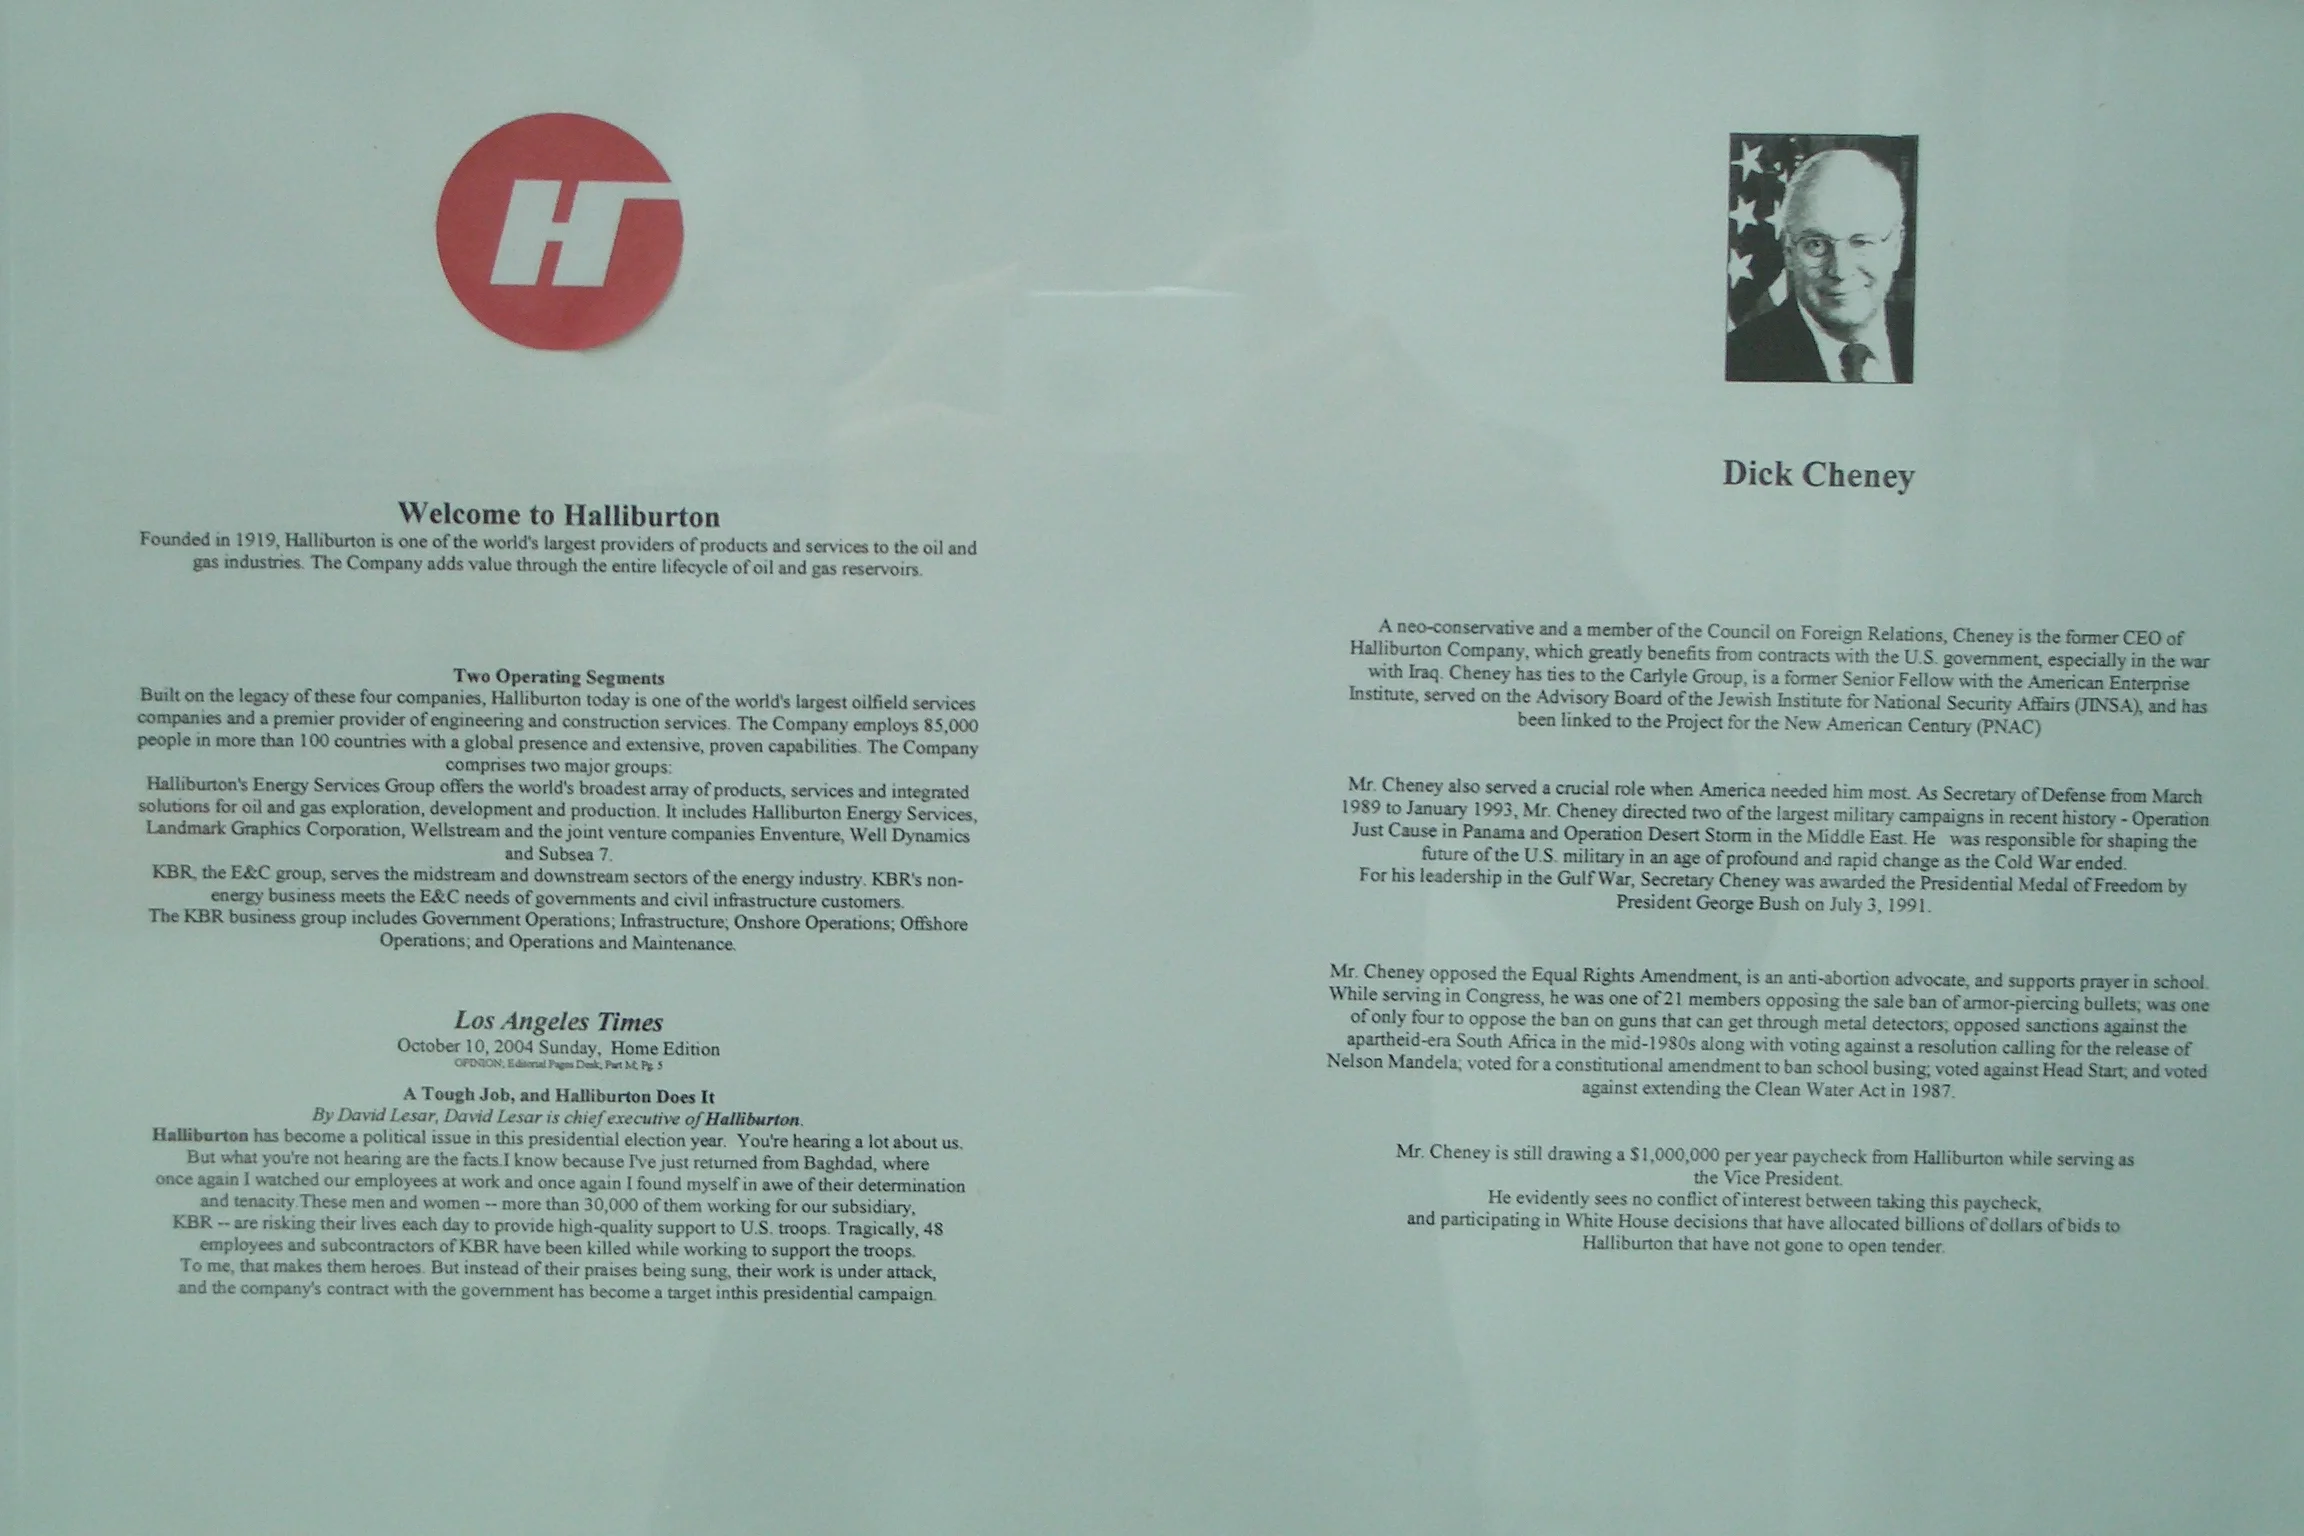 H
Welcome to Halliburton
Founded in 1919, Halliburton is one of the world's largest providers of products and services to the oil and
gas industries. The Company adds value through the entire lifecycle of oil and gas reservoirs.
Two Operating Segments
Built on the legacy of these four companies, Halliburton today is one of the world's largest oilfield services
companies and a premier provider of engineering and construction services. The Company employs 85,000
people in more than 100 countries with a global presence and extensive, proven capabilities. The Company
comprises two major groups:
Halliburton's Energy Services Group offers the world's broadest array of products, services and integrated
solutions for oil and gas exploration, development and production. It includes Halliburton Energy Services,
Landmark Graphics Corporation, Wellstream and the joint venture companies Enventure, Well Dynamics
and Subsea 7.
KBR, the E&C group, serves the midstream and downstream sectors of the energy industry. KBR's non-
energy business meets the E&C needs of governments and civil infrastructure customers.
The KBR business group includes Government Operations; Infrastructure; Onshore Operations; Offshore
Operations; and Operations and Maintenance.
Los Angeles Times
October 10, 2004 Sunday, Home Edition
OPINION; Editorial Pages Desk; Part M; Pg. 5
A Tough Job, and Halliburton Does It
By David Lesar, David Lesar is chief executive of Halliburton.
Halliburton has become a political issue in this presidential election year. You're hearing a lot about us.
But what you're not hearing are the facts.I know because I've just returned from Baghdad, where
once again I watched our employees at work and once again I found myself in awe of their determination
and tenacity.These men and women -- more than 30,000 of them working for our subsidiary,
KBR -- are risking their lives each day to provide high-quality support to U.S. troops. Tragically, 48
employees and subcontractors of KBR have been killed while working to support the troops.
To me, that makes them heroes. But instead of their praises being sung, their work is under attack,
and the company's contract with the government has become a target inthis presidential campaign.
Dick Cheney
A neo-conservative and a member of the Council on Foreign Relations, Cheney is the former CEO of
Halliburton Company, which greatly benefits from contracts with the U.S. government, especially in the war
with Iraq. Cheney has ties to the Carlyle Group, is a former Senior Fellow with the American Enterprise
Institute, served on the Advisory Board of the Jewish Institute for National Security Affairs (JINSA), and has
been linked to the Project for the New American Century (PNAC)
Mr. Cheney also served a crucial role when America needed him most. As Secretary of Defense from March
1989 to January 1993, Mr. Cheney directed two of the largest military campaigns in recent history - Operation
Just Cause in Panama and Operation Desert Storm in the Middle East. He was responsible for shaping the
future of the U.S. military in an age of profound and rapid change as the Cold War ended.
For his leadership in the Gulf War, Secretary Cheney was awarded the Presidential Medal of Freedom by
President George Bush on July 3, 1991.
Mr. Cheney opposed the Equal Rights Amendment, is an anti-abortion advocate, and supports prayer in school.
While serving in Congress, he was one of 21 members opposing the sale ban of armor-piercing bullets; was one
of only four to oppose the ban on guns that can get through metal detectors; opposed sanctions against the
apartheid-era South Africa in the mid-1980s along with voting against a resolution calling for the release of
Nelson Mandela; voted for a constitutional amendment to ban school busing; voted against Head Start; and voted
against extending the Clean Water Act in 1987.
Mr. Cheney is still drawing a $1,000,000 per year paycheck from Halliburton while serving as
the Vice President.
He evidently sees no conflict of interest between taking this paycheck,
and participating in White House decisions that have allocated billions of dollars of bids to
Halliburton that have not gone to open tender.